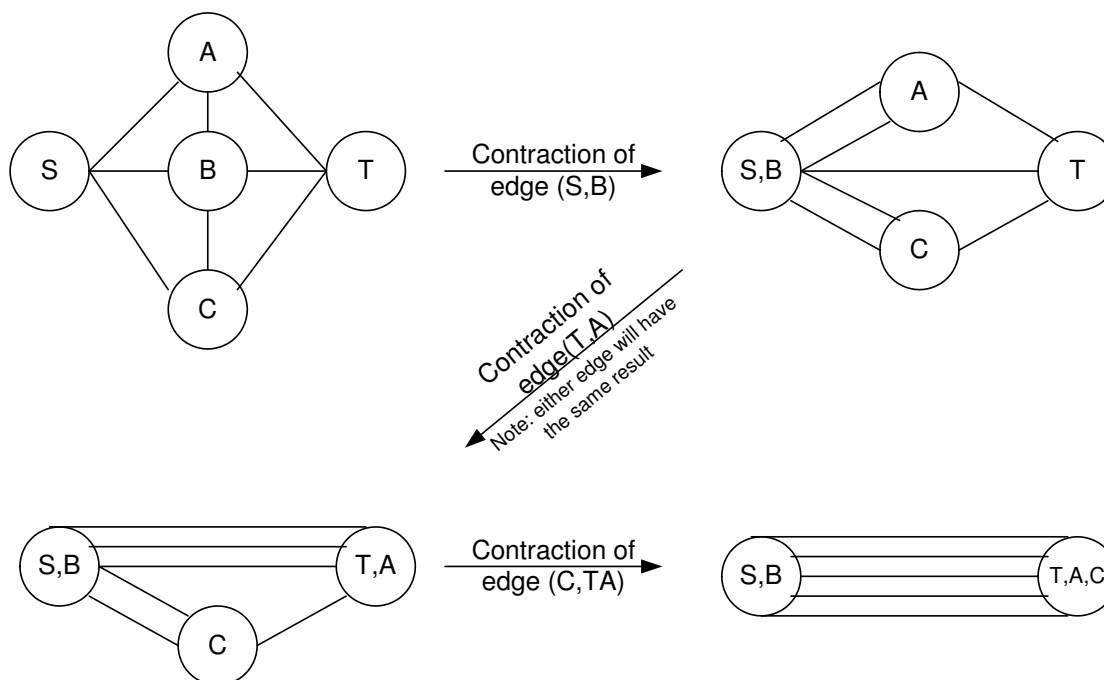 A
S
B
T
C
Contraction of
edge (S,B)
A
S,B
T
C
Contraction of
edge(T,A)
Note: either edge will have
the same result
S,B
T,A
C
Contraction of
edge (C,TA)
S,B
T,A,C